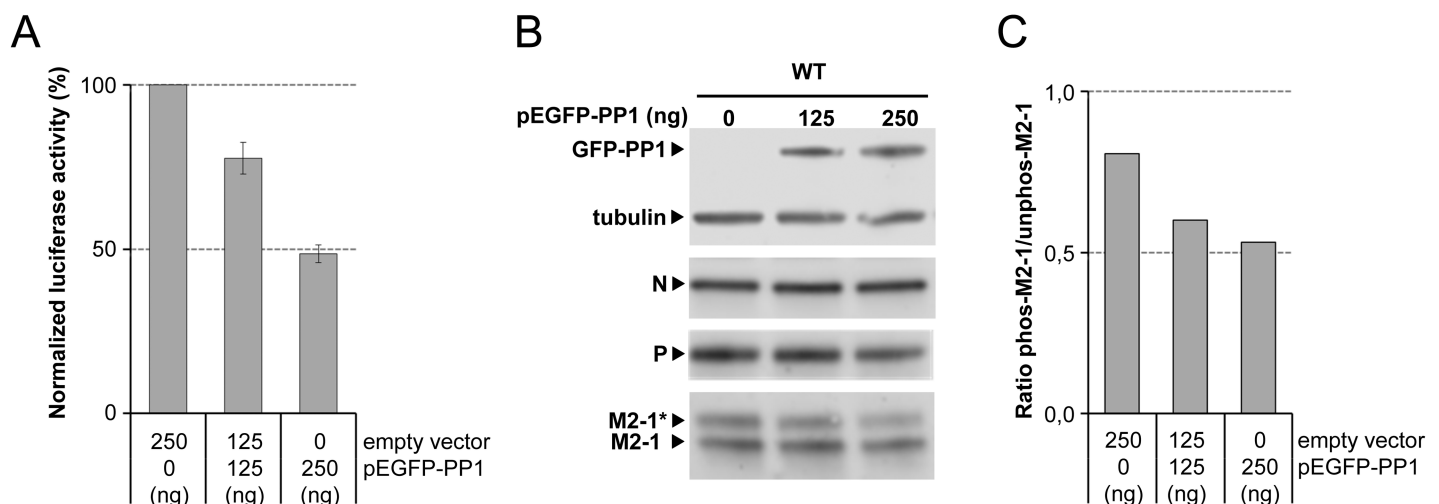 A
Normalized luciferase activity (%)
100
50
0
250 125 0 empty vector
0 125 250 pEGFP-PP1
(ng) (ng) (ng)
B
WT
pEGFP-PP1 (ng) 0 125 250
GFP-PP1
tubulin
N
P
M2-1*
M2-1
C
Ratio phos-M2-1/unphos-M2-1
1,0
0,5
0,0
250 125 0 empty vector
0 125 250 pEGFP-PP1
(ng) (ng) (ng)